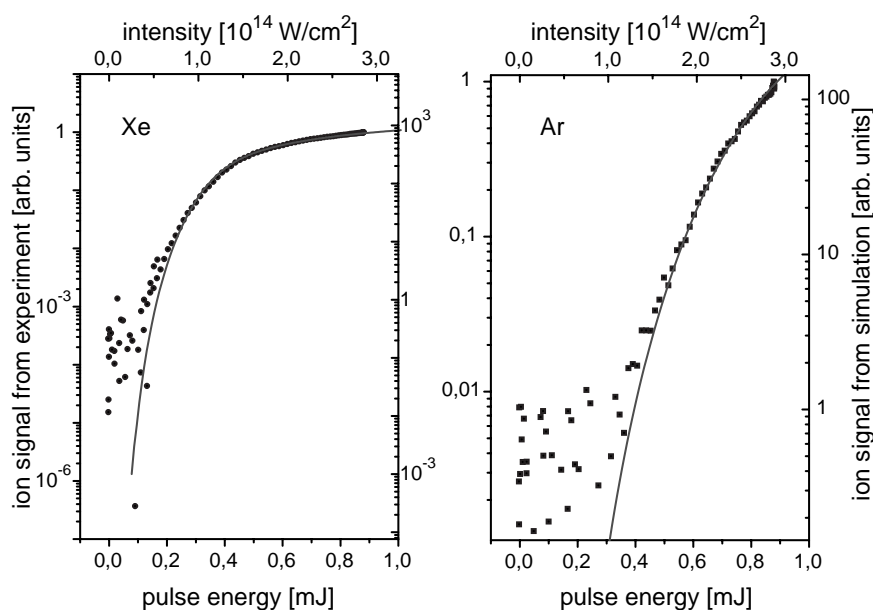 intensity [10^14 W/cm^2]
0,0 1,0 2,0 3,0
Xe
ion signal from experiment [arb. units]
1
10^-3
10^-6
10^3
1
10^-3
0,0 0,2 0,4 0,6 0,8 1,0
pulse energy [mJ]
intensity [10^14 W/cm^2]
0,0 1,0 2,0 3,0
Ar
1
0,1
0,01
100
10
1
ion signal from simulation [arb. units]
0,0 0,2 0,4 0,6 0,8 1,0
pulse energy [mJ]